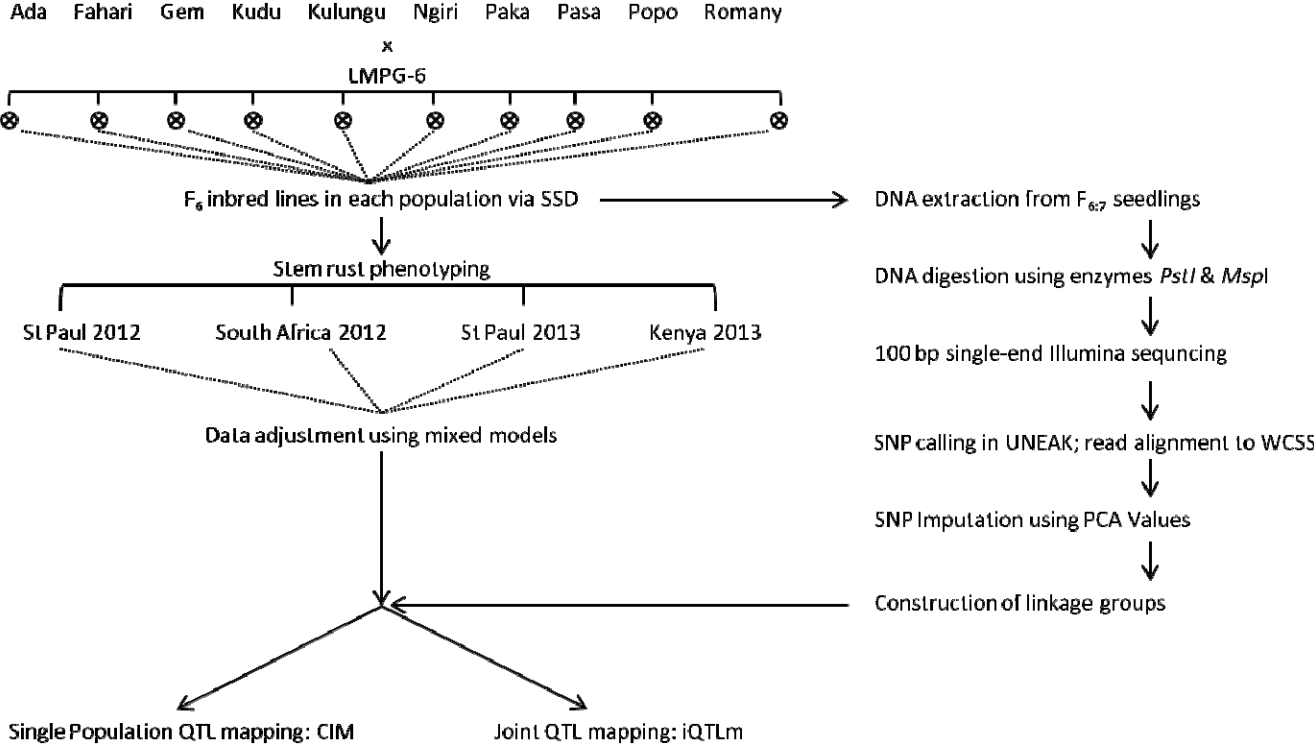 Ada Fahari Gem Kudu Kulungu Ngiri Paka Pasa Popo Romany
x
LMPG-6
F6 inbred lines in each population via SSD
Stem rust phenotyping
St Paul 2012 South Africa 2012 St Paul 2013 Kenya 2013
Data adjustment using mixed models
DNA extraction from F6:7 seedlings
DNA digestion using enzymes PstI & MspI
100 bp single-end Illumina sequncing
SNP calling in UNEAK; read alignment to WCSS
SNP Imputation using PCA Values
Construction of linkage groups
Single Population QTL mapping: CIM
Joint QTL mapping: iQTLm